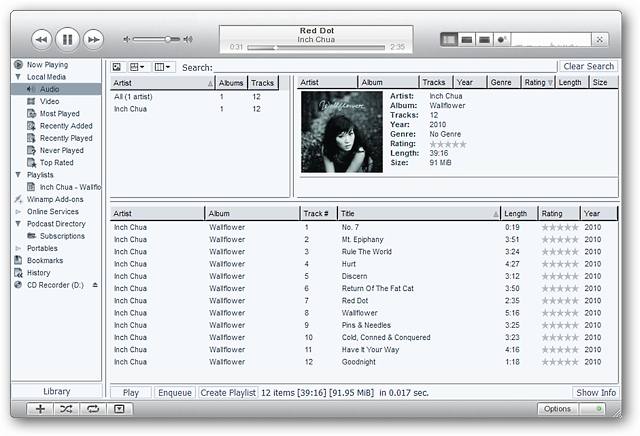 Red Dot
Inch Chua
0:31 2:35
Now Playing
Local Media
Audio
Video
Most Played
Recently Added
Recently Played
Never Played
Top Rated
Playlists
Inch Chua - Wallflo
Winamp Add-ons
Online Services
Podcast Directory
Subscriptions
Portables
Bookmarks
History
CD Recorder (D:)
Library
Search: Clear Search
Artist Albums Tracks
All (1 artist) 1 12
Inch Chua 1 12
Artist Album Tracks Year Genre Rating Length Size
Wallflower
Artist: Inch Chua
Album: Wallflower
Tracks: 12
Year: 2010
Genre: No Genre
Rating:
Length: 39:16
Size: 91 MiB
Artist Album Track # Title Length Rating Year
Inch Chua Wallflower 1 No. 7 0:19 2010
Inch Chua Wallflower 2 Mt. Epiphany 3:51 2010
Inch Chua Wallflower 3 Rule The World 3:24 2010
Inch Chua Wallflower 4 Hurt 4:27 2010
Inch Chua Wallflower 5 Discern 3:12 2010
Inch Chua Wallflower 6 Return Of The Fat Cat 3:50 2010
Inch Chua Wallflower 7 Red Dot 2:35 2010
Inch Chua Wallflower 8 Wallflower 5:16 2010
Inch Chua Wallflower 9 Pins & Needles 3:25 2010
Inch Chua Wallflower 10 Cold, Conned & Conquered 3:23 2010
Inch Chua Wallflower 11 Have It Your Way 4:16 2010
Inch Chua Wallflower 12 Goodnight 1:18 2010
Play Enqueue Create Playlist 12 items [39:16] [91.95 MiB] in 0.017 sec. Show Info
Options